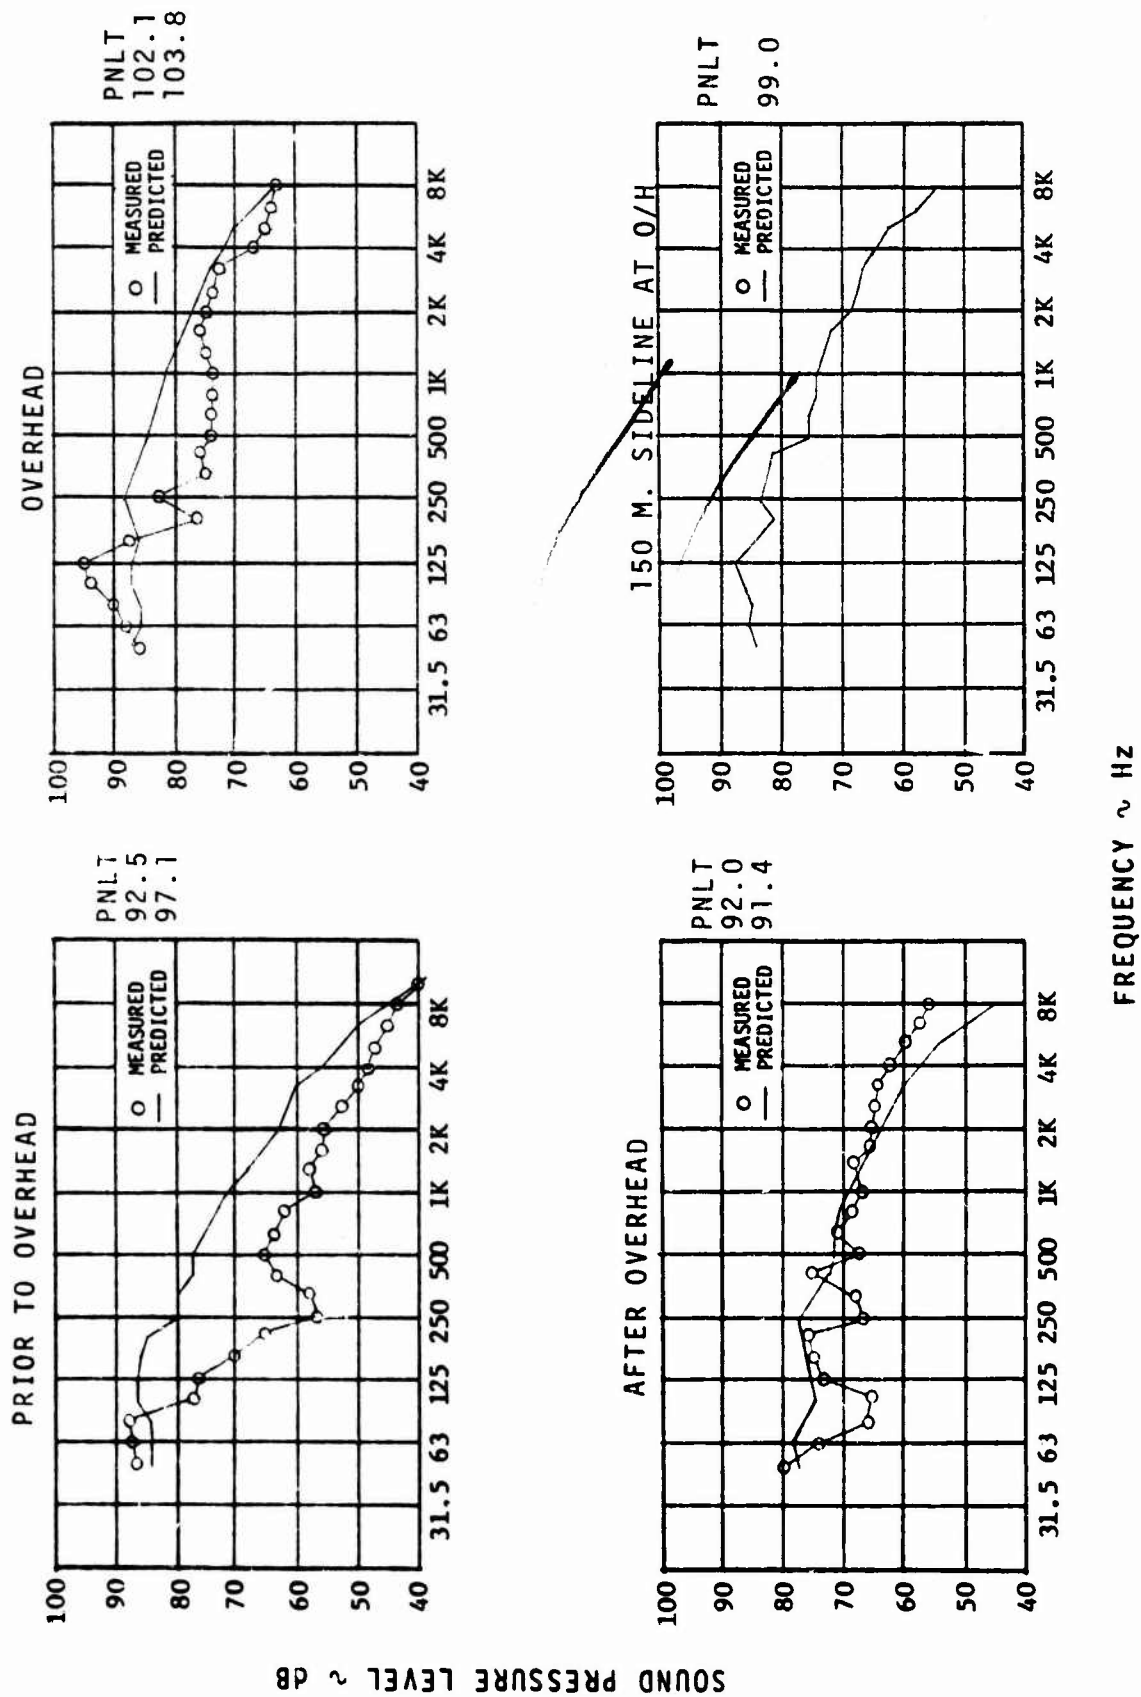 PRIOR TO OVERHEAD
PNLT
92.5
97.1
O MEASURED
— PREDICTED
100
90
80
70
60
50
40
31.5 63 125 250 500 1K 2K 4K 8K
OVERHEAD
PNLT
102.1
103.8
O MEASURED
— PREDICTED
100
90
80
70
60
50
40
31.5 63 125 250 500 1K 2K 4K 8K
AFTER OVERHEAD
PNLT
92.0
91.4
O MEASURED
— PREDICTED
100
90
80
70
60
50
40
31.5 63 125 250 500 1K 2K 4K 8K
150 M. SIDELINE AT O/H
PNLT
99.0
O MEASURED
— PREDICTED
100
90
80
70
60
50
40
31.5 63 125 250 500 1K 2K 4K 8K
SOUND PRESSURE LEVEL ~ dB
FREQUENCY ~ Hz